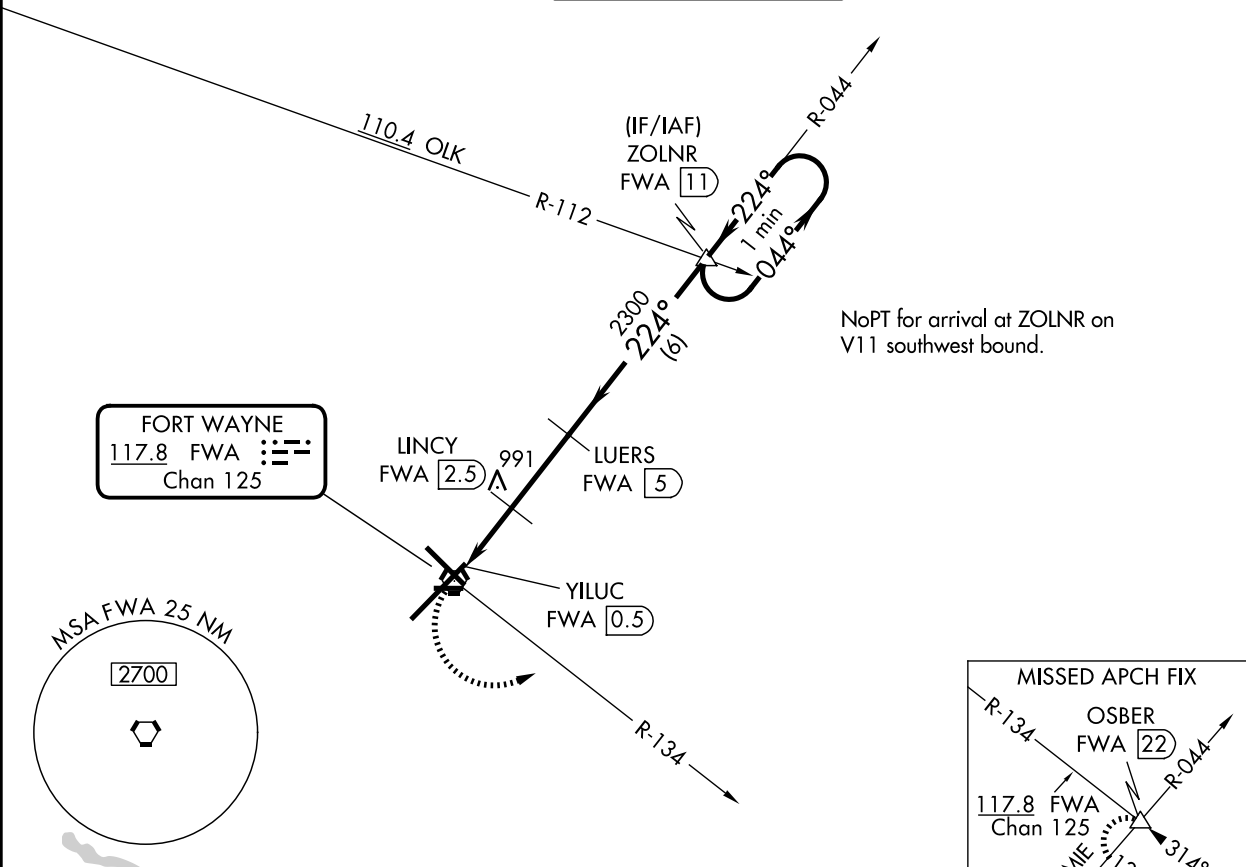 110.4 OLK
R-112
(IF/IAF)
ZOLNR
FWA 11
R-044
224°
1 min
044°
2300
224°
(6)
NoPT for arrival at ZOLNR on
V11 southwest bound.
FORT WAYNE
117.8 FWA
Chan 125
LINCY
FWA 2.5
991
LUERS
FWA 5
YILUC
FWA 0.5
MSA FWA 25 NM
2700
R-134
MISSED APCH FIX
R-134
OSBER
FWA 22
R-044
117.8 FWA
Chan 125
314°